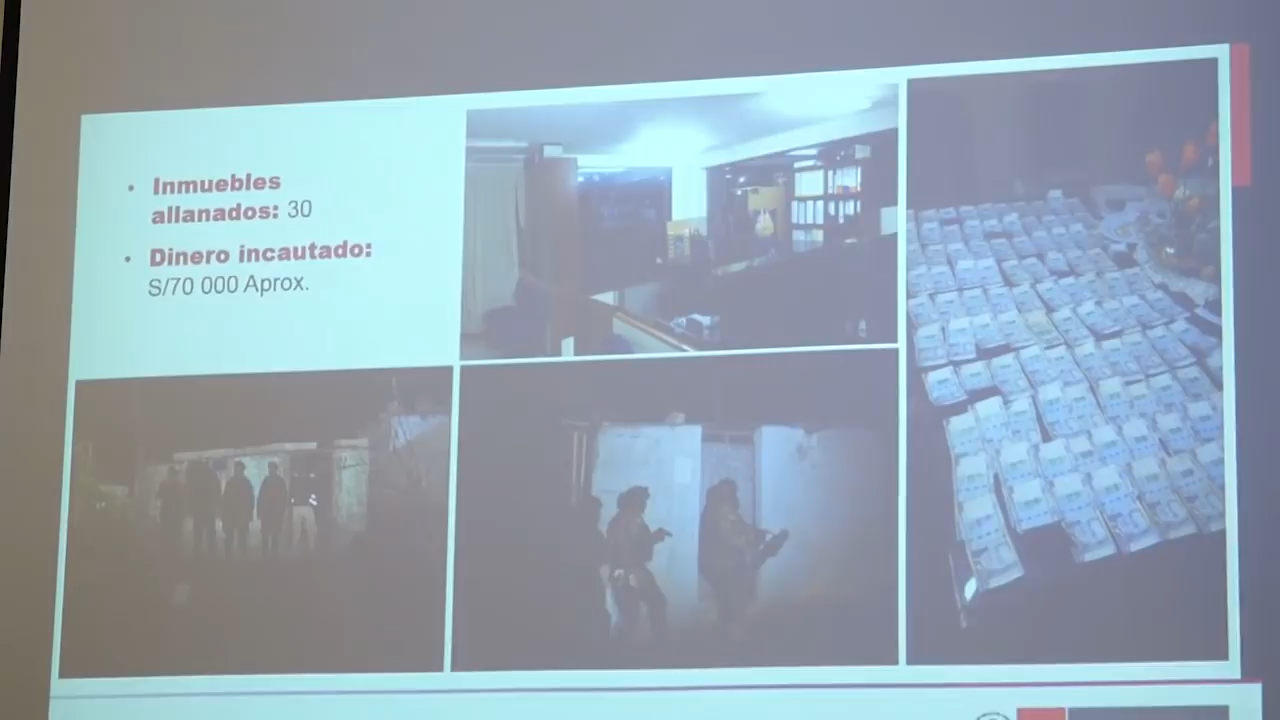 • Inmuebles
allanados: 30
• Dinero incautado:
S/70 000 Aprox.